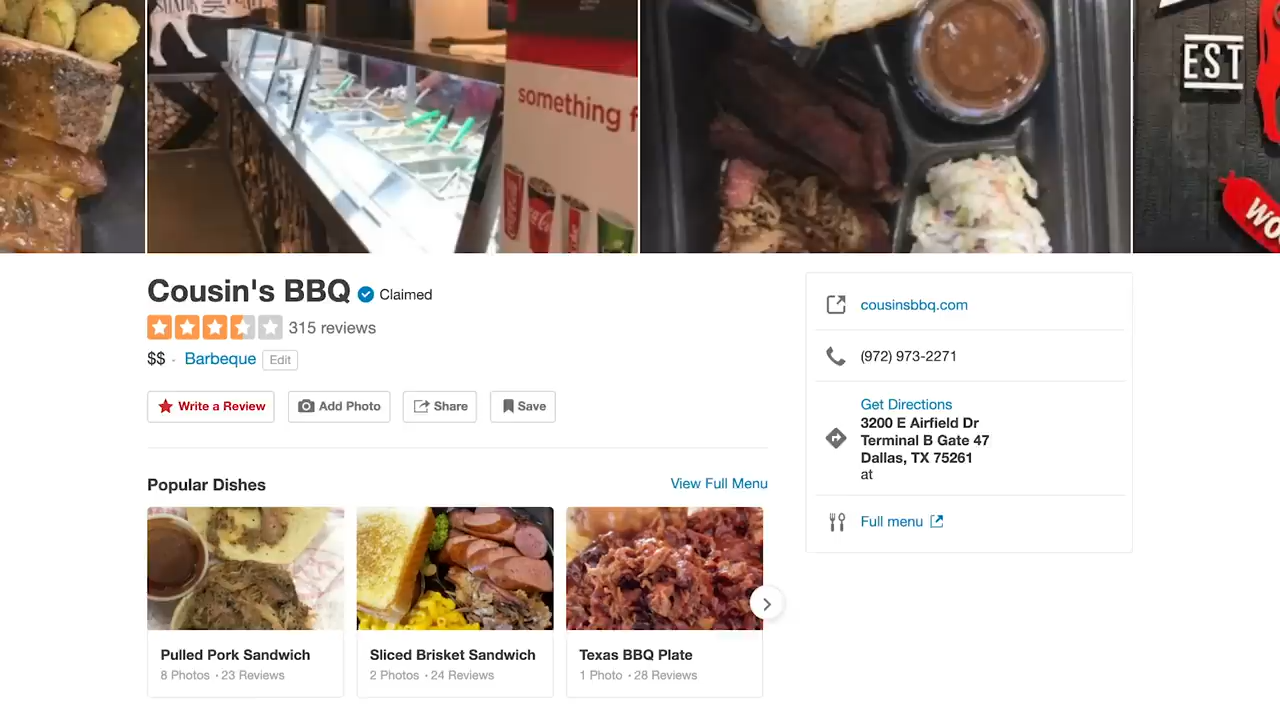 something f
EST
WO
Cousin's BBQ Claimed
315 reviews
$$ · Barbeque Edit
Write a Review Add Photo Share Save
Popular Dishes View Full Menu
Pulled Pork Sandwich
8 Photos · 23 Reviews
Sliced Brisket Sandwich
2 Photos · 24 Reviews
Texas BBQ Plate
1 Photo · 28 Reviews
cousinsbbq.com
(972) 973-2271
Get Directions
3200 E Airfield Dr
Terminal B Gate 47
Dallas, TX 75261
at
Full menu